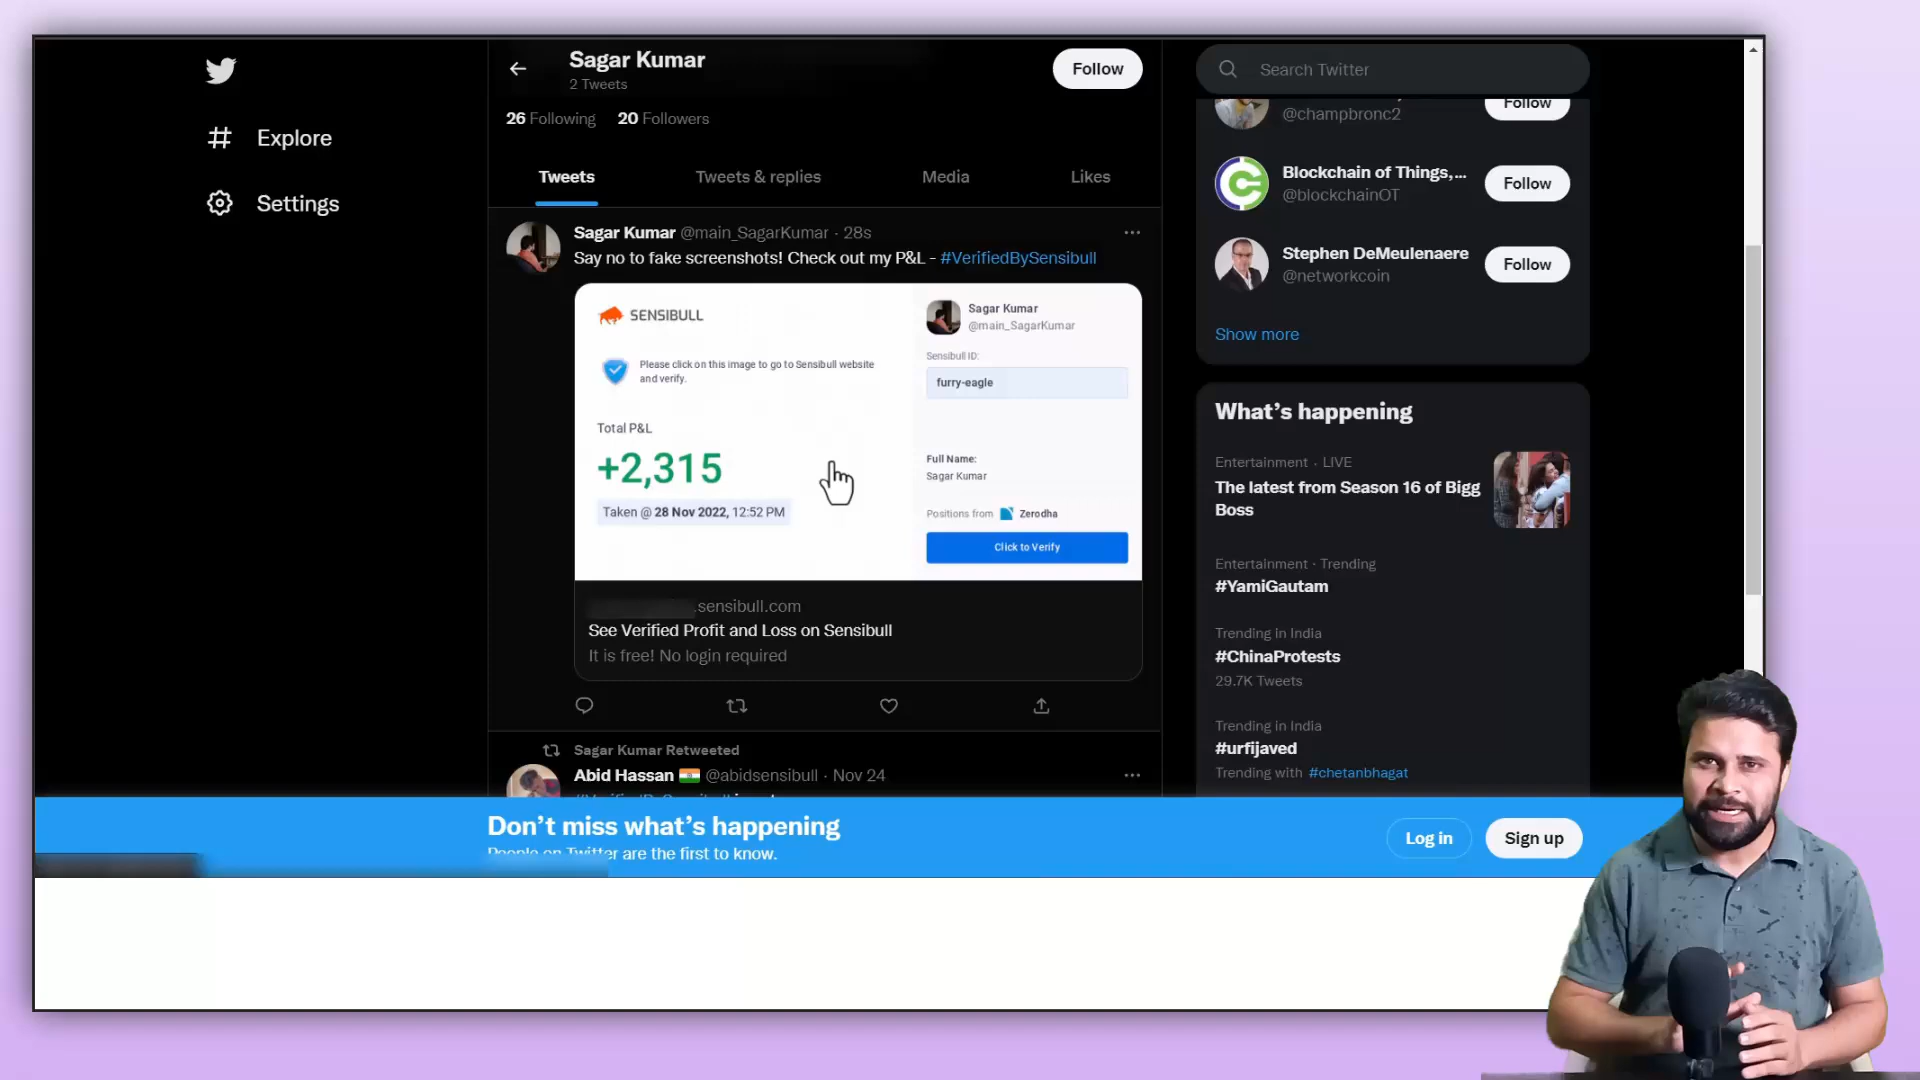 Explore
Settings
Sagar Kumar
2 Tweets
Follow
26 Following 20 Followers
Tweets
Tweets & replies
Media
Likes
Sagar Kumar @main_SagarKumar · 28s
Say no to fake screenshots! Check out my P&L - #VerifiedBySensibull
SENSIBULL
Please click on this image to go to Sensibull website
and verify.
Total P&L
+2,315
Taken @ 28 Nov 2022, 12:52 PM
Sagar Kumar
@main_SagarKumar
Sensibull ID:
furry-eagle
Full Name:
Sagar Kumar
Positions from Zerodha
Click to Verify
.sensibull.com
See Verified Profit and Loss on Sensibull
It is free! No login required
Sagar Kumar Retweeted
Abid Hassan @abidsensibull · Nov 24
Search Twitter
@champbronc2
Follow
Blockchain of Things,...
@blockchainOT
Follow
Stephen DeMeulenaere
@networkcoin
Follow
Show more
What's happening
Entertainment · LIVE
The latest from Season 16 of Bigg
Boss
Entertainment · Trending
#YamiGautam
Trending in India
#ChinaProtests
29.7K Tweets
Trending in India
#urfijaved
Trending with #chetanbhagat
Don't miss what's happening
People on Twitter are the first to know.
Log in
Sign up